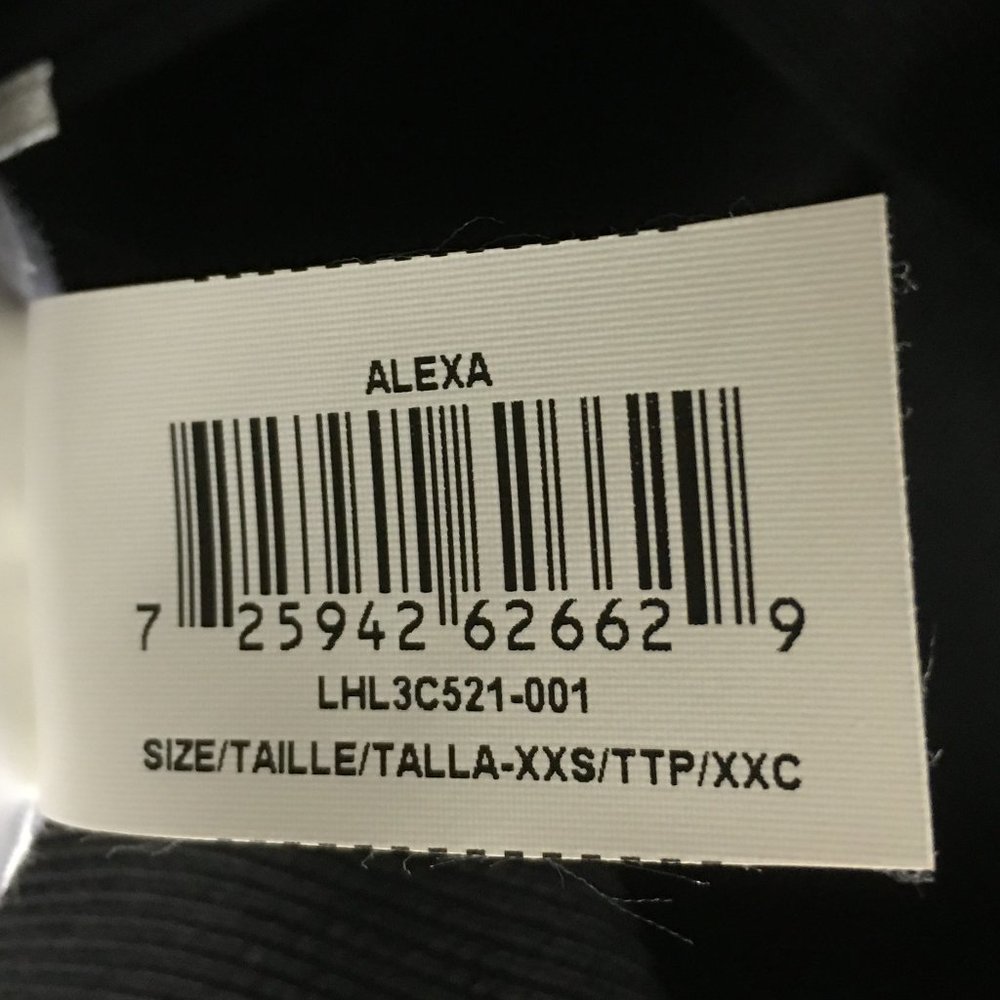 ALEXA
7 25942 62662 9
LHL3C521-001
SIZE/TAILLE/TALLA-XXS/TTP/XXC